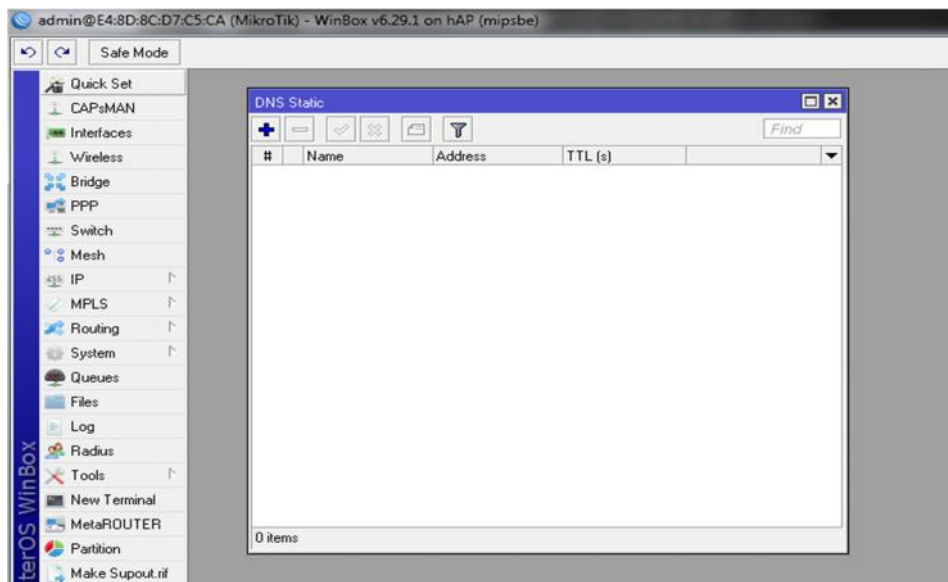 admin@E4:8D:8C:D7:C5:CA (MikroTik) - WinBox v6.29.1 on hAP (mipsbe)
Safe Mode
Quick Set
CAPsMAN
Interfaces
Wireless
Bridge
PPP
Switch
Mesh
IP
MPLS
Routing
System
Queues
Files
Log
Radius
Tools
New Terminal
MetaROUTER
Partition
Make Supout.rif
terOS WinBox
DNS Static
Find
# Name Address TTL (s)
0 items